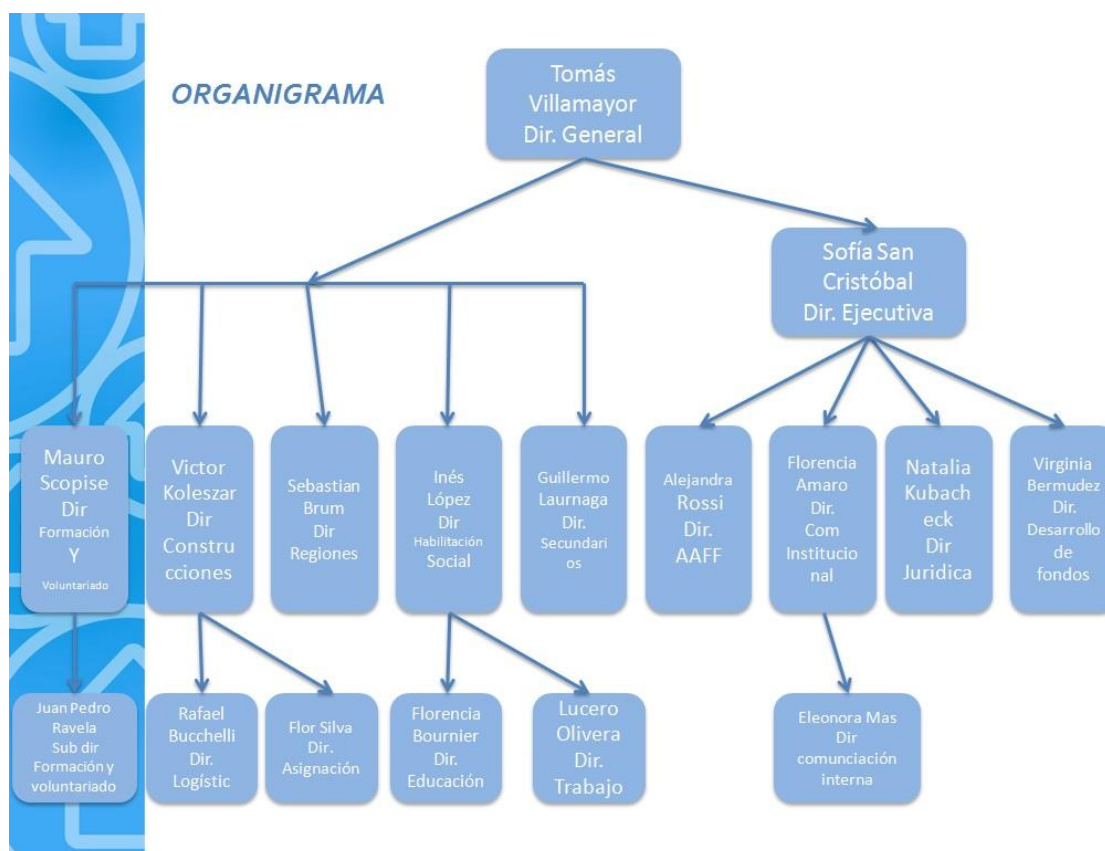 ORGANIGRAMA
Tomás
Villamayor
Dir. General
Sofía San
Cristóbal
Dir. Ejecutiva
Mauro
Scopise
Dir
Formación
Y
Voluntariado
Victor
Koleszar
Dir
Constru
cciones
Sebastian
Brum
Dir
Regiones
Inés
López
Dir
Habilitación
Social
Guillermo
Laurnaga
Dir.
Secundari
os
Alejandra
Rossi
Dir.
AAFF
Florencia
Amaro
Dir.
Com
Institucio
nal
Natalia
Kubach
eck
Dir
Juridica
Virginia
Bermudez
Dir.
Desarrollo
de
fondos
Juan Pedro
Ravela
Sub dir
Formación y
voluntariado
Rafael
Bucchelli
Dir.
Logístic
Flor Silva
Dir.
Asignación
Florencia
Bournier
Dir.
Educación
Lucero
Olivera
Dir.
Trabajo
Eleonora Mas
Dir
comunciación
interna